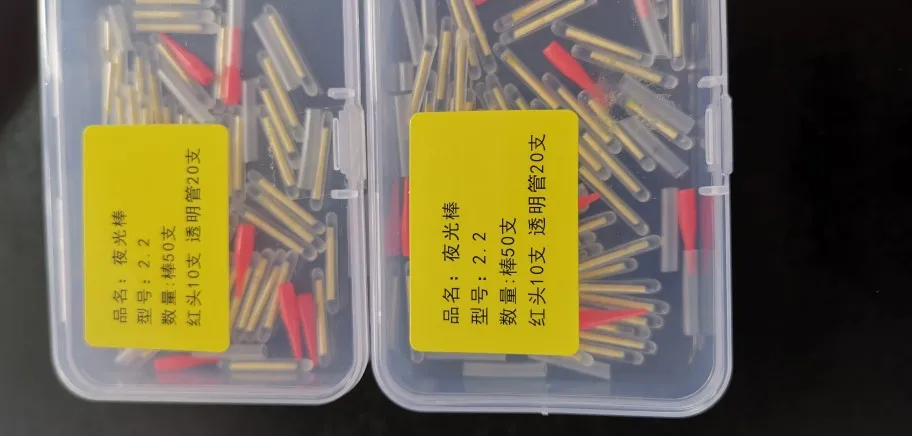 品名: 夜光棒
型号: 2.2
数量:棒50支
红头10支 透明管20支
品名: 夜光棒
型号: 2.2
数量:棒50支
红头10支 透明管20支